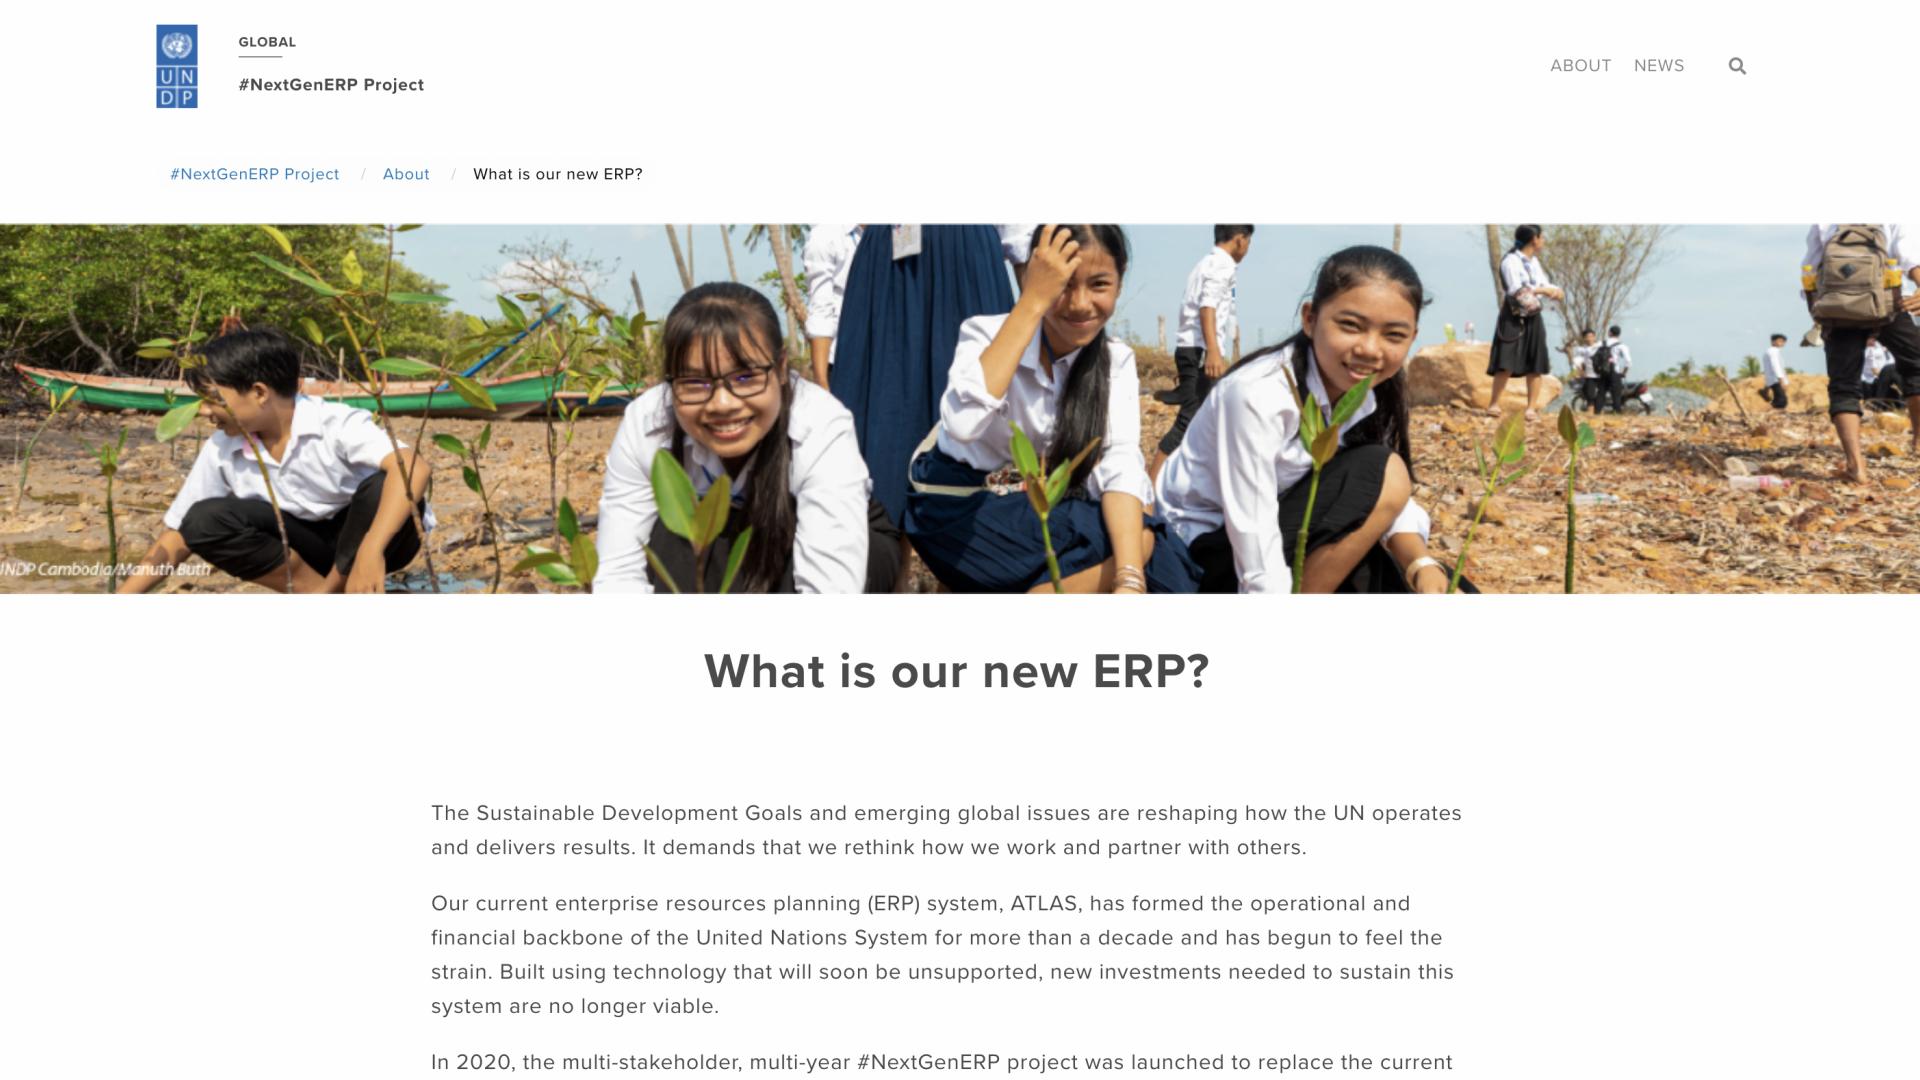 UN
DP
GLOBAL
#NextGenERP Project
ABOUT NEWS
#NextGenERP Project / About / What is our new ERP?
UNDP Cambodia/Manuth Buth
What is our new ERP?
The Sustainable Development Goals and emerging global issues are reshaping how the UN operates
and delivers results. It demands that we rethink how we work and partner with others.
Our current enterprise resources planning (ERP) system, ATLAS, has formed the operational and
financial backbone of the United Nations System for more than a decade and has begun to feel the
strain. Built using technology that will soon be unsupported, new investments needed to sustain this
system are no longer viable.
In 2020, the multi-stakeholder, multi-year #NextGenERP project was launched to replace the current